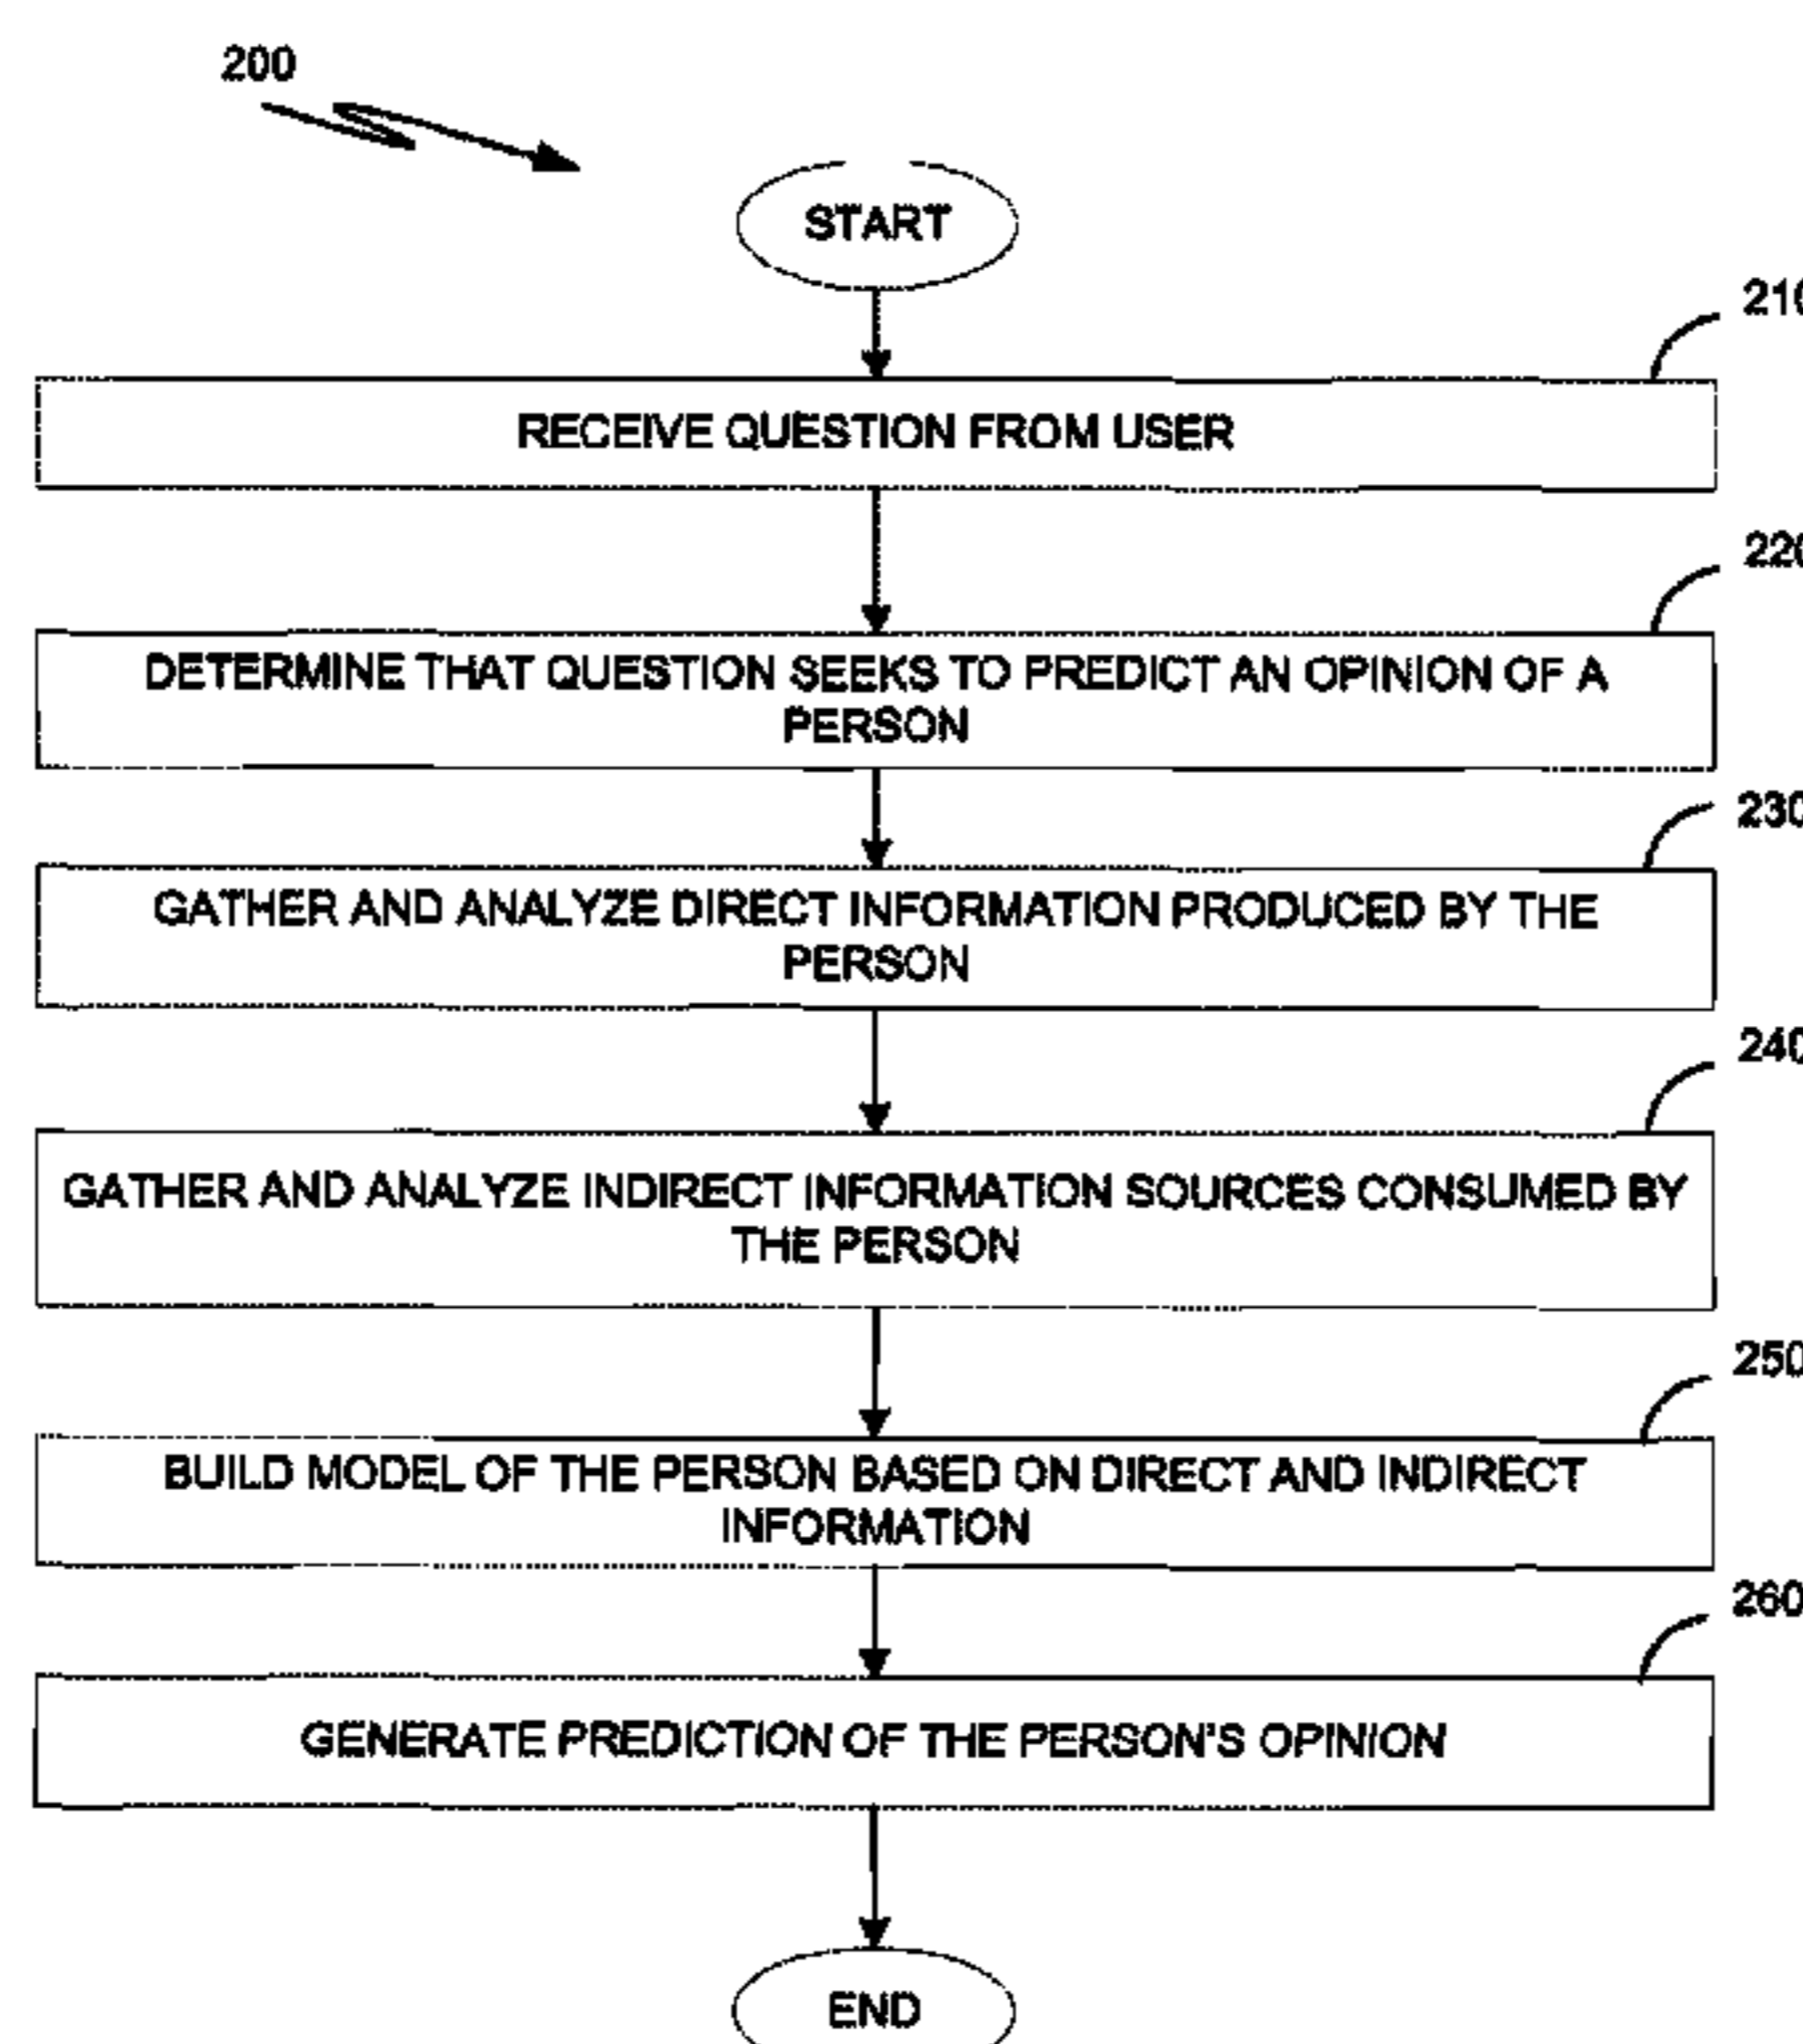 200
START
210
RECEIVE QUESTION FROM USER
220
DETERMINE THAT QUESTION SEEKS TO PREDICT AN OPINION OF A
PERSON
230
GATHER AND ANALYZE DIRECT INFORMATION PRODUCED BY THE
PERSON
240
GATHER AND ANALYZE INDIRECT INFORMATION SOURCES CONSUMED BY
THE PERSON
250
BUILD MODEL OF THE PERSON BASED ON DIRECT AND INDIRECT
INFORMATION
260
GENERATE PREDICTION OF THE PERSON'S OPINION
END